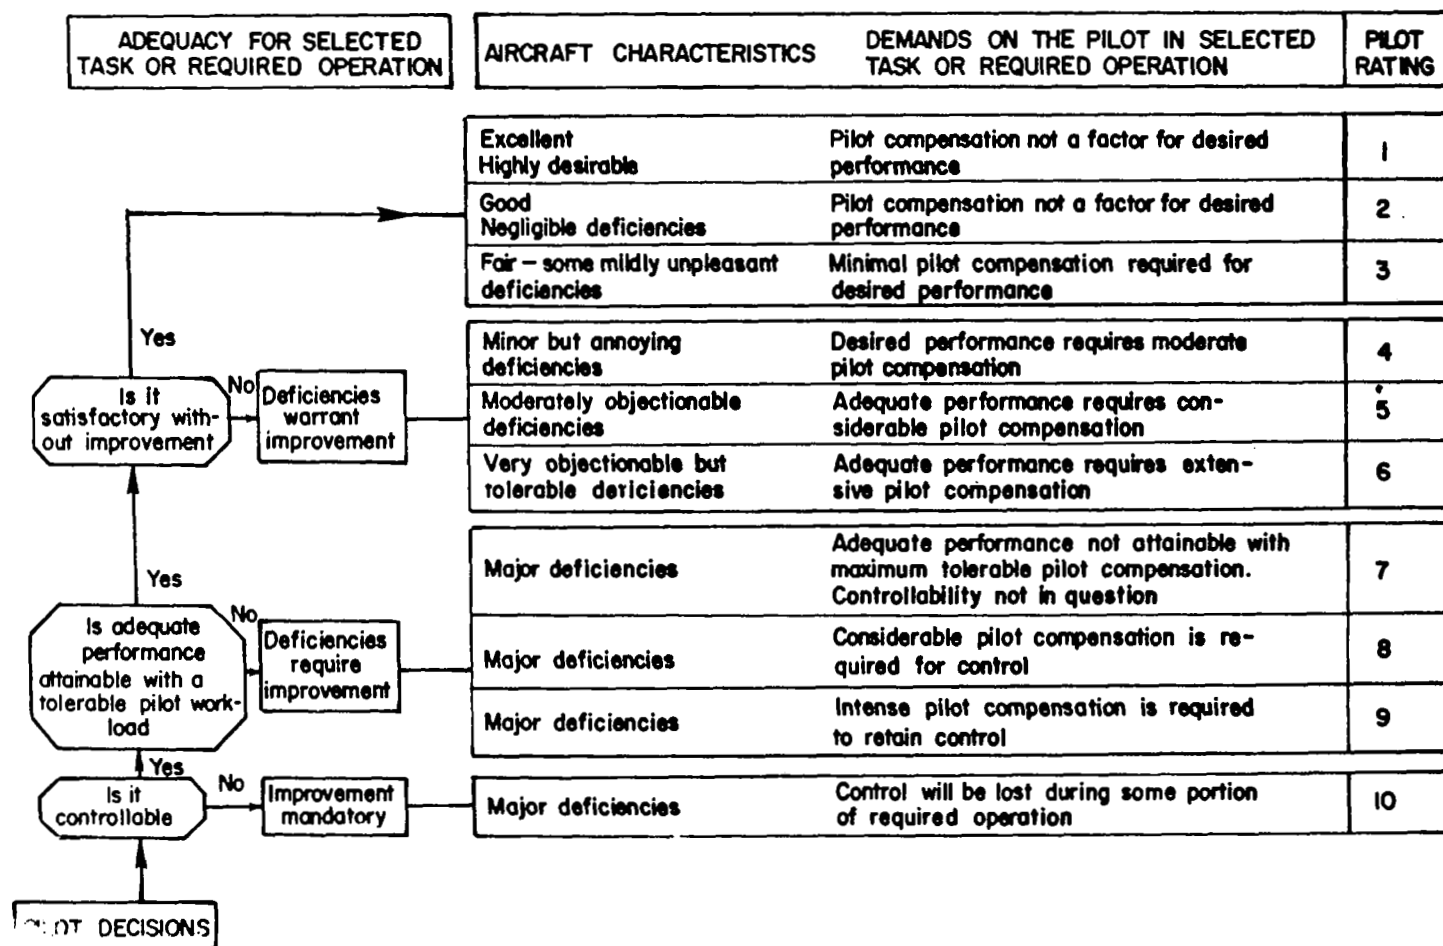 ADEQUACY FOR SELECTED
TASK OR REQUIRED OPERATION
AIRCRAFT CHARACTERISTICS
DEMANDS ON THE PILOT IN SELECTED
TASK OR REQUIRED OPERATION
PILOT
RATING
Excellent
Highly desirable
Pilot compensation not a factor for desired
performance
1
Good
Negligible deficiencies
Pilot compensation not a factor for desired
performance
2
Fair – some mildly unpleasant
deficiencies
Minimal pilot compensation required for
desired performance
3
Yes
Is it
satisfactory with-
out improvement
No
Deficiencies
warrant
improvement
Minor but annoying
deficiencies
Desired performance requires moderate
pilot compensation
4
Moderately objectionable
deficiencies
Adequate performance requires con-
siderable pilot compensation
5
Very objectionable but
tolerable deficiencies
Adequate performance requires exten-
sive pilot compensation
6
Yes
Is adequate
performance
attainable with a
tolerable pilot work-
load
No
Deficiencies
require
improvement
Major deficiencies
Adequate performance not attainable with
maximum tolerable pilot compensation.
Controllability not in question
7
Major deficiencies
Considerable pilot compensation is re-
quired for control
8
Major deficiencies
Intense pilot compensation is required
to retain control
9
Yes
Is it
controllable
No
Improvement
mandatory
Major deficiencies
Control will be lost during some portion
of required operation
10
PILOT DECISIONS